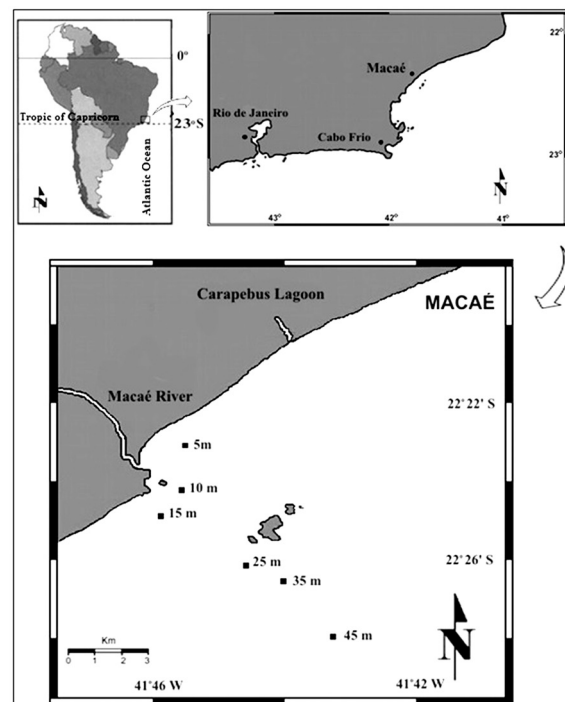 0°
Tropic of Capricorn
23°S
Atlantic Ocean
N
22°
Macaé
Rio de Janeiro
Cabo Frio
23°
N
43°
42°
41°
Carapebus Lagoon
MACAÉ
Macaé River
22°22' S
5m
10 m
15 m
25 m
22°26' S
35 m
45 m
Km
0 1 2 3
N
41°46 W
41°42 W